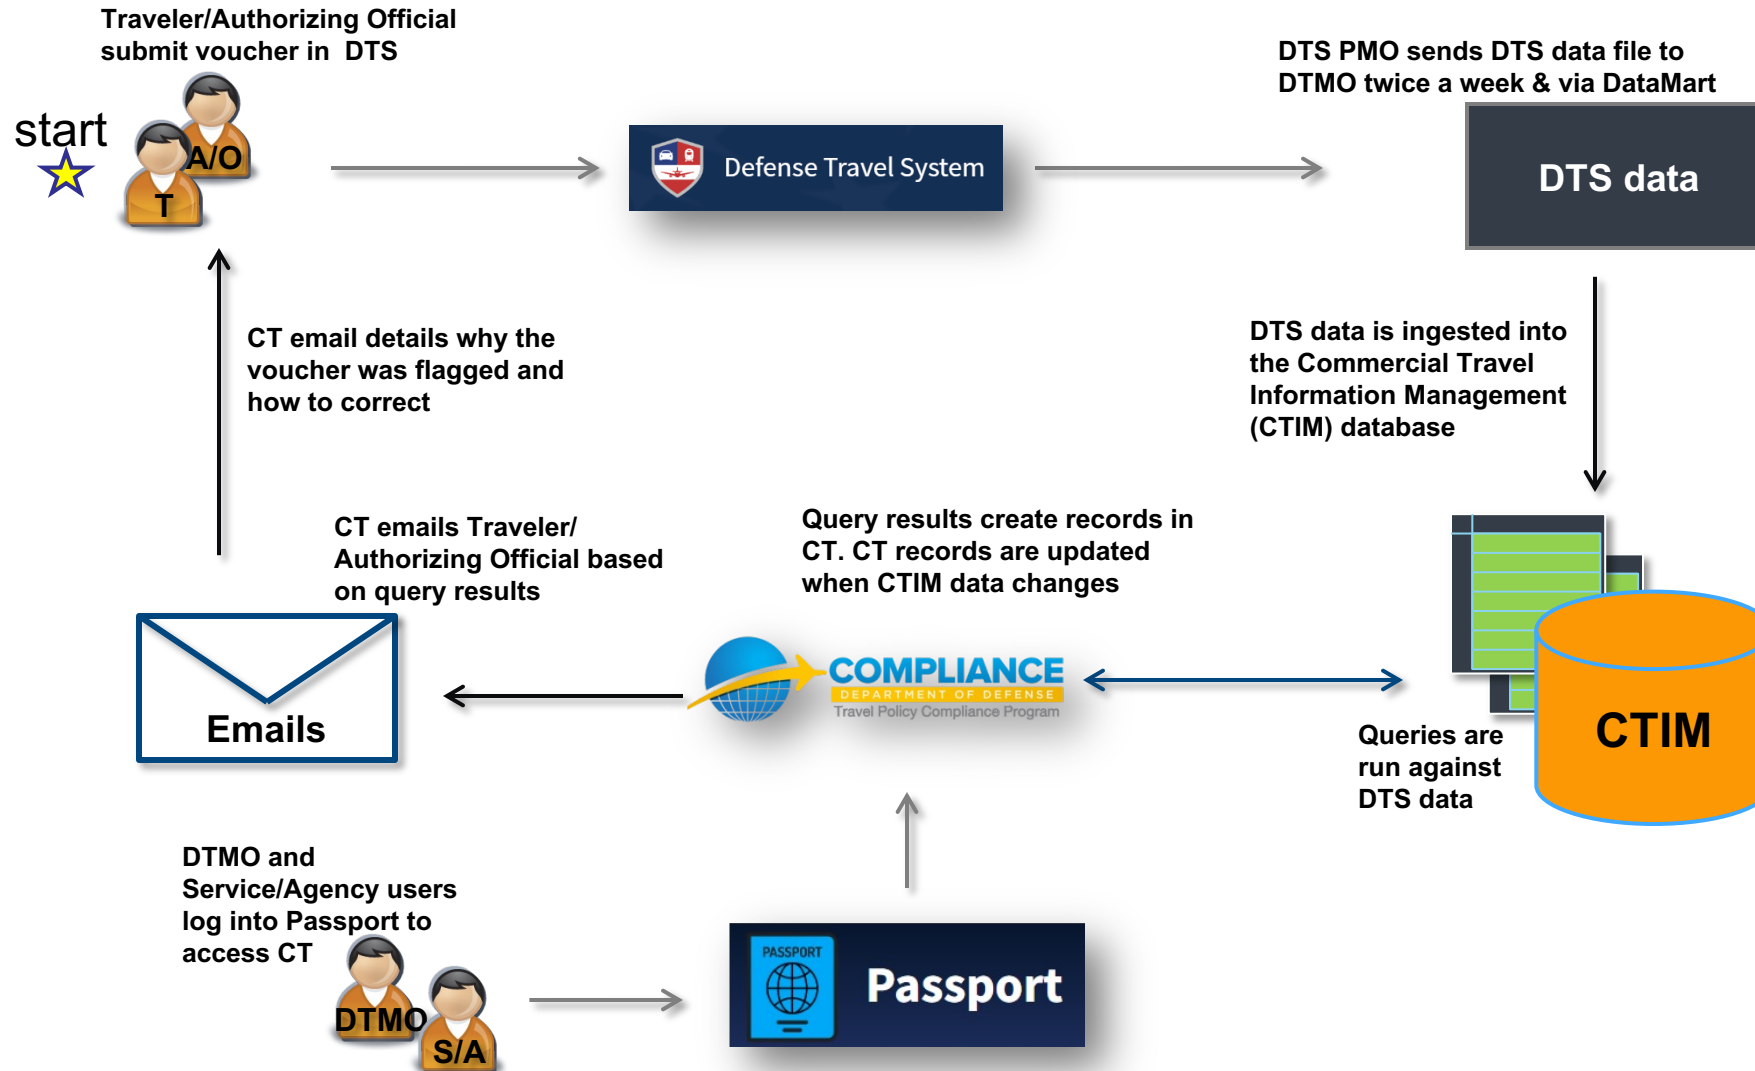 Traveler/Authorizing Official
submit voucher in DTS
start
A/O
T
Defense Travel System
DTS PMO sends DTS data file to
DTMO twice a week & via DataMart
DTS data
CT email details why the
voucher was flagged and
how to correct
DTS data is ingested into
the Commercial Travel
Information Management
(CTIM) database
CT emails Traveler/
Authorizing Official based
on query results
Query results create records in
CT. CT records are updated
when CTIM data changes
Emails
COMPLIANCE
DEPARTMENT OF DEFENSE
Travel Policy Compliance Program
CTIM
Queries are
run against
DTS data
DTMO and
Service/Agency users
log into Passport to
access CT
DTMO
S/A
PASSPORT
Passport